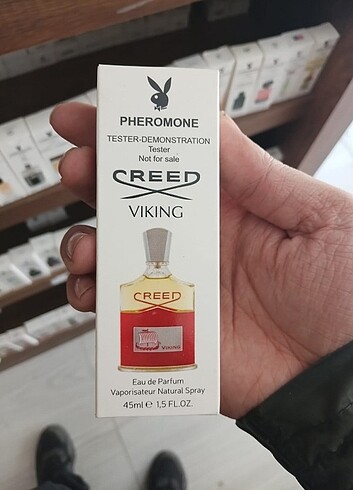 PHEROMONE
TESTER-DEMONSTRATION
Tester
Not for sale
CREED
VIKING
CREED
VIKING
Eau de Parfum
Vaporisateur Natural Spray
45ml e 1,5 FL.OZ.